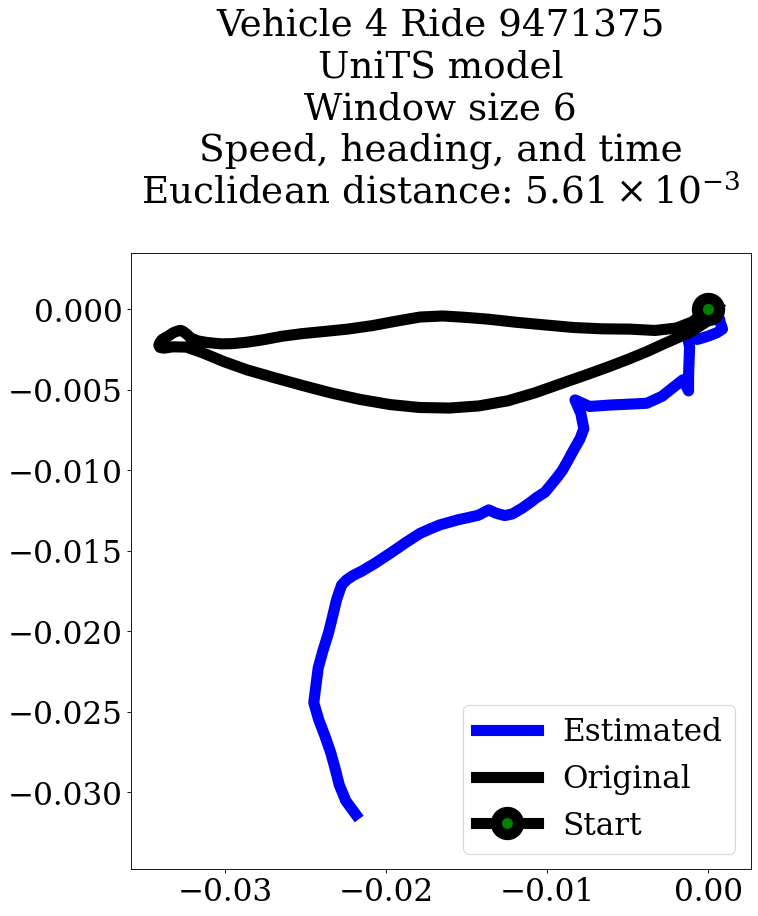 Vehicle 4 Ride 9471375
UniTS model
Window size 6
Speed, heading, and time
Euclidean distance: 5.61 × 10⁻³
0.000
−0.005
−0.010
−0.015
−0.020
−0.025
−0.030
Estimated
Original
Start
−0.03
−0.02
−0.01
0.00